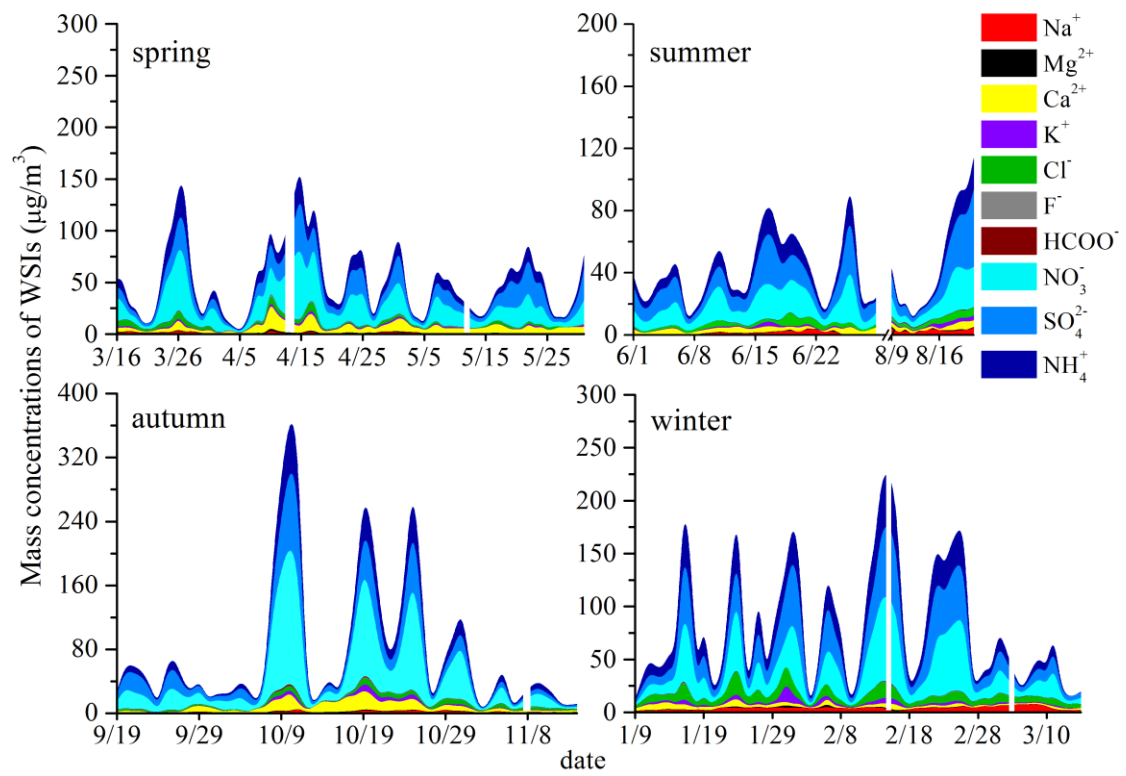 Mass concentrations of WSIs (μg/m³)
300
250
200
150
100
50
0
spring
3/16 3/26 4/5 4/15 4/25 5/5 5/15 5/25
200
160
120
80
40
0
summer
6/1 6/8 6/15 6/22 8/9 8/16
Na⁺
Mg²⁺
Ca²⁺
K⁺
Cl⁻
F⁻
HCOO⁻
NO₃⁻
SO₄²⁻
NH₄⁺
400
320
240
160
80
0
autumn
9/19 9/29 10/9 10/19 10/29 11/8
300
250
200
150
100
50
0
winter
1/9 1/19 1/29 2/8 2/18 2/28 3/10
date